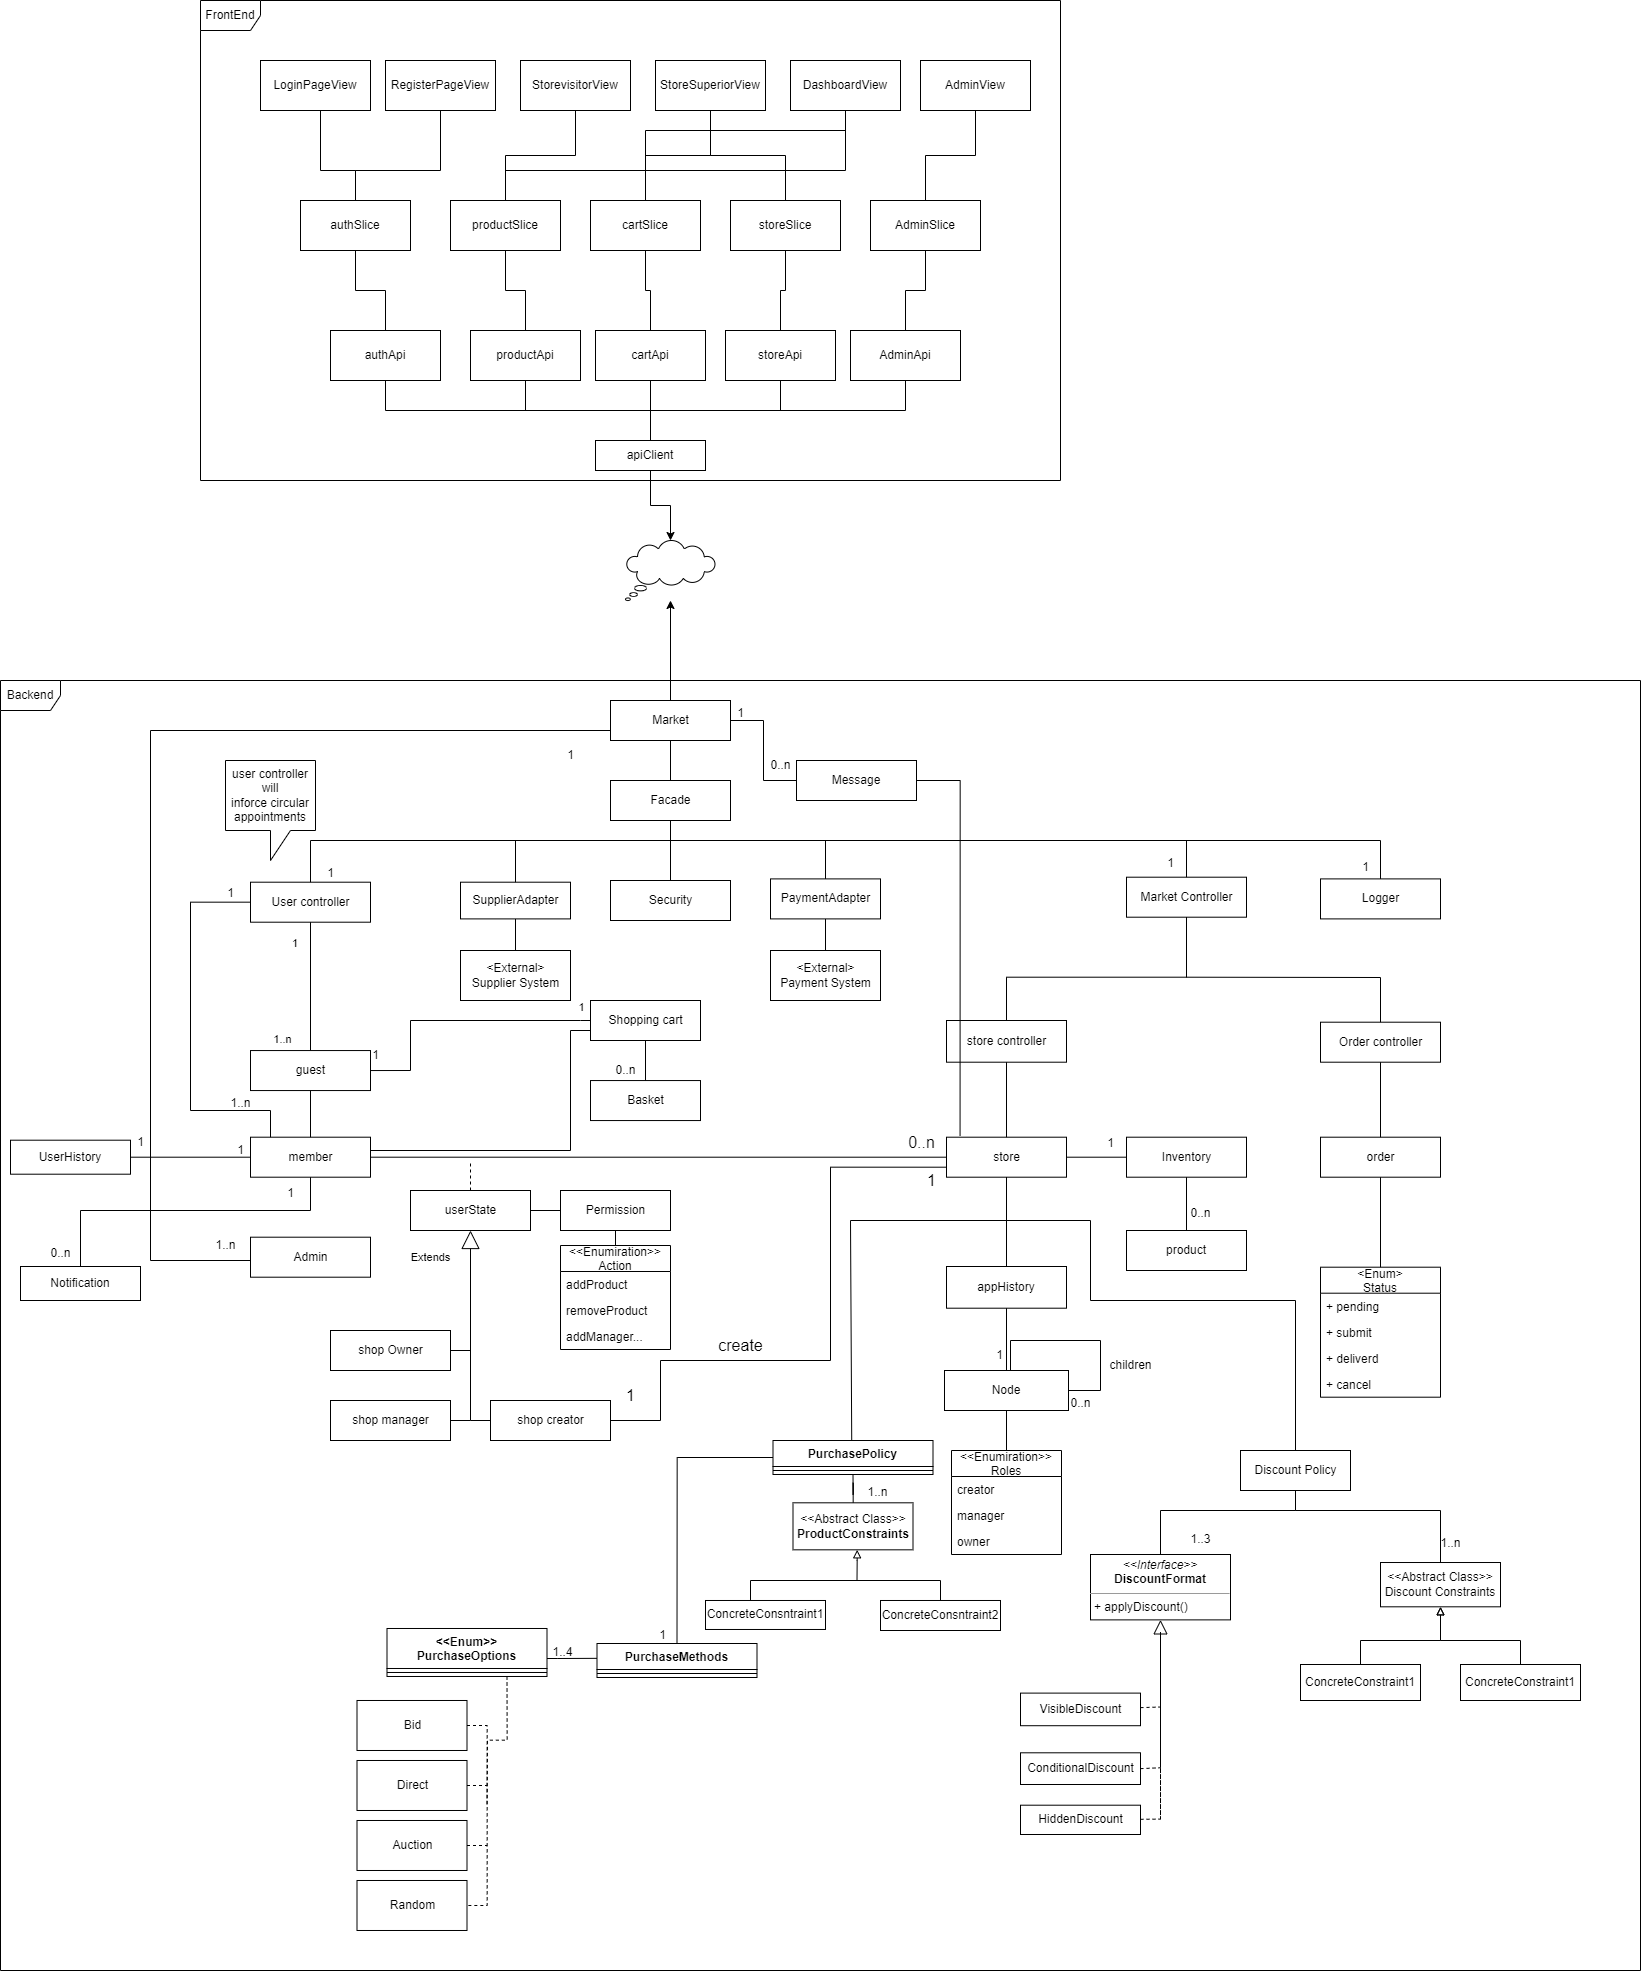 FrontEnd
LoginPageView
RegisterPageView
StorevisitorView
StoreSuperiorView
DashboardView
AdminView
authSlice
productSlice
cartSlice
storeSlice
AdminSlice
authApi
productApi
cartApi
storeApi
AdminApi
apiClient
Backend
Market
1
1
0..n
Message
user controller
will
inforce circular
appointments
Facade
1
1
1
1
User controller
SupplierAdapter
Security
PaymentAdapter
Market Controller
Logger
1
<External>
Supplier System
<External>
Payment System
1
Shopping cart
1..n
guest
1
0..n
Basket
store controller
Order controller
1..n
UserHistory
1
1
member
0..n
store
1
1
Inventory
order
1
userState
Permission
0..n
product
0..n
Notification
1..n
Admin
Extends
<<Enumiration>>
Action
addProduct
removeProduct
addManager...
appHistory
<Enum>
Status
+ pending
+ submit
+ deliverd
+ cancel
shop Owner
create
1
children
Node
0..n
shop manager
shop creator
1
PurchasePolicy
1..n
<<Enumiration>>
Roles
creator
manager
owner
Discount Policy
<<Abstract Class>>
ProductConstraints
1..3
1..n
<<Interface>>
DiscountFormat
+ applyDiscount()
<<Abstract Class>>
Discount Constraints
ConcreteConsntraint1
ConcreteConsntraint2
1
<<Enum>>
PurchaseOptions
1..4
PurchaseMethods
ConcreteConstraint1
ConcreteConstraint1
Bid
Direct
Auction
Random
VisibleDiscount
ConditionalDiscount
HiddenDiscount